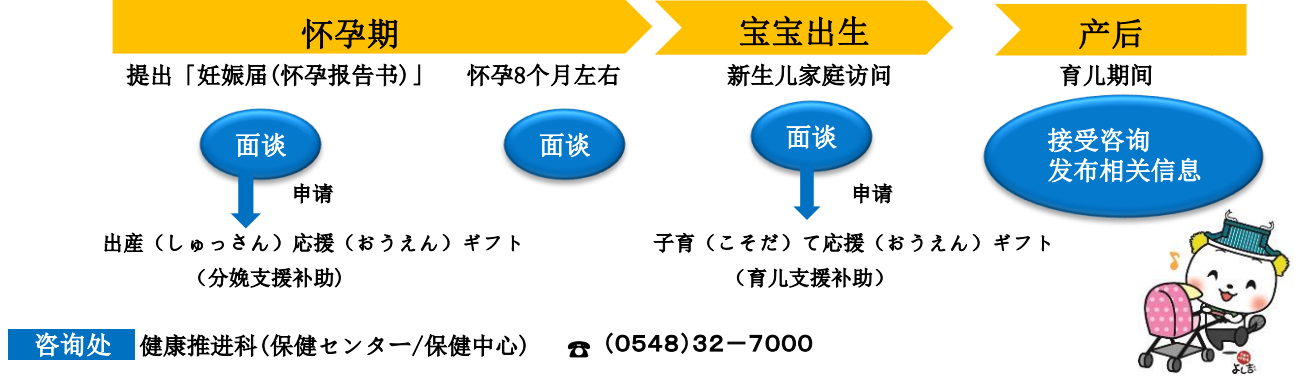 怀孕期
宝宝出生
产后
提出「妊娠届(怀孕报告书)」
怀孕8个月左右
新生儿家庭访问
育儿期间
面谈
面谈
面谈
接受咨询
发布相关信息
申请
申请
出産（しゅっさん）応援（おうえん）ギフト
子育（こそだ）て応援（おうえん）ギフト
（分娩支援补助）
（育儿支援补助）
咨询处 健康推进科(保健センター/保健中心) ☎ (0548)32－7000
よし吉